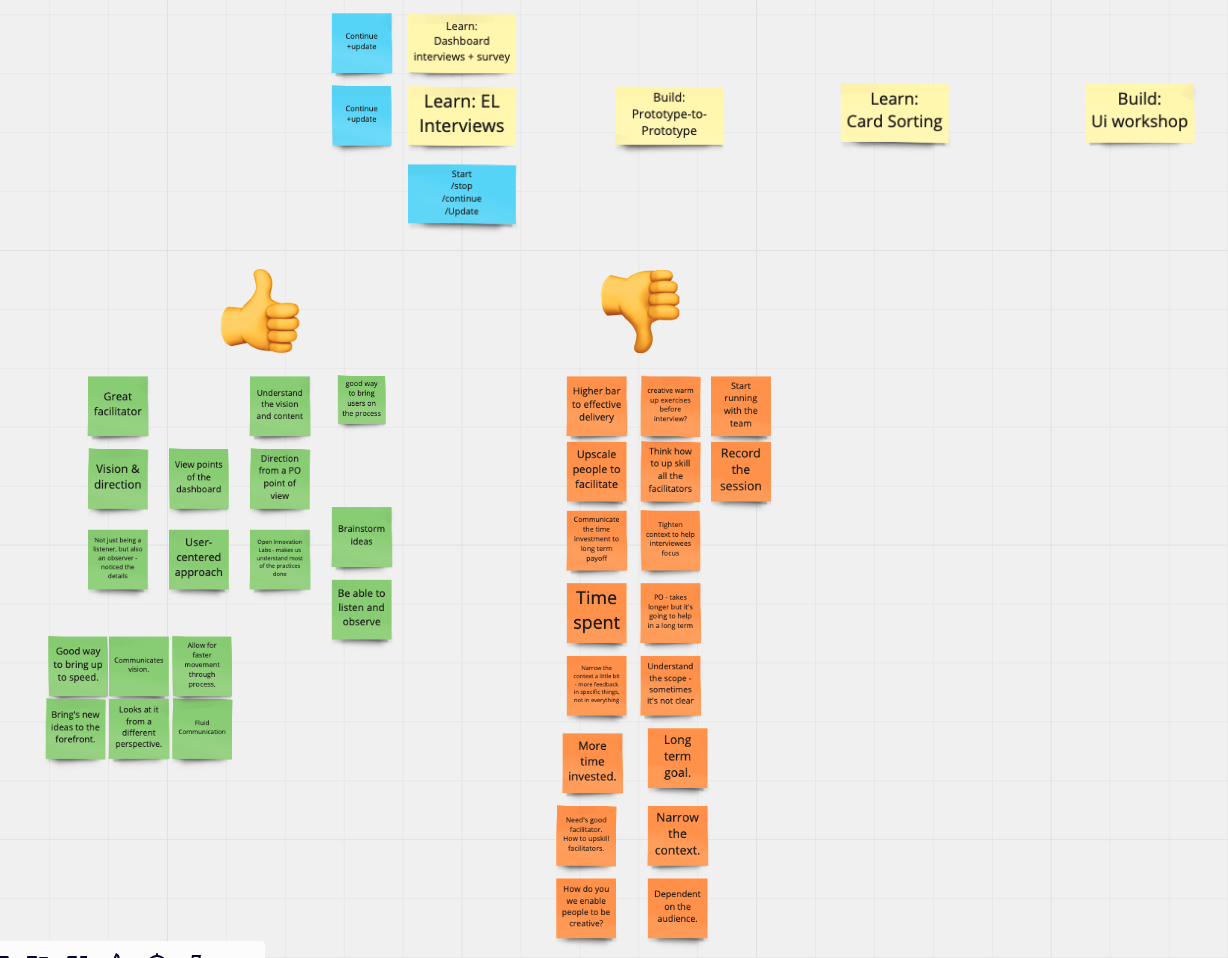 Continue
+update
Learn:
Dashboard
interviews + survey
Continue
+update
Learn: EL
Interviews
Build:
Prototype-to-
Prototype
Learn:
Card Sorting
Build:
Ui workshop
Start
/stop
/continue
/Update
Great
facilitator
Understand
the vision
and content
good way
to bring
users on
the process
Vision &
direction
View points
of the
dashboard
Direction
from a PO
point of
view
Not just being a
listener, but also
an observer -
noticed the
details
User-
centered
approach
Open Innovation
Labs - makes us
understand most
of the practices
done
Brainstorm
ideas
Be able to
listen and
observe
Good way
to bring up
to speed.
Communicates
vision.
Allow for
faster
movement
through
process.
Bring's new
ideas to the
forefront.
Looks at it
from a
different
perspective.
Fluid
Communication
Higher bar
to effective
delivery
creative warm
up exercises
before
interview?
Start
running
with the
team
Upscale
people to
facilitate
Think how
to up skill
all the
facilitators
Record
the
session
Communicate
the time
investment to
long term
payoff
Tighten
context to help
interviewees
focus
Time
spent
PO - takes
longer but it's
going to help
in a long term
Narrow the
context a little bit
- more feedback
in specific things,
not in everything
Understand
the scope -
sometimes
it's not clear
More
time
invested.
Long
term
goal.
Need's good
facilitator.
How to upskill
facilitators.
Narrow
the
context.
How do you
we enable
people to be
creative?
Dependent
on the
audience.